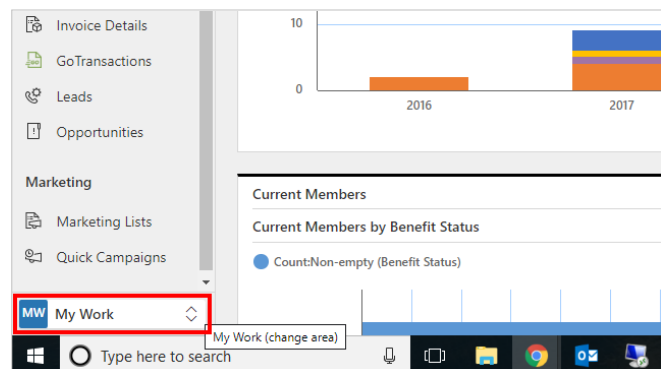 Invoice Details
GoTransactions
Leads
Opportunities
Marketing
Marketing Lists
Quick Campaigns
MW My Work
My Work (change area)
10
0
2016 2017
Current Members
Current Members by Benefit Status
Count:Non-empty (Benefit Status)
Type here to search